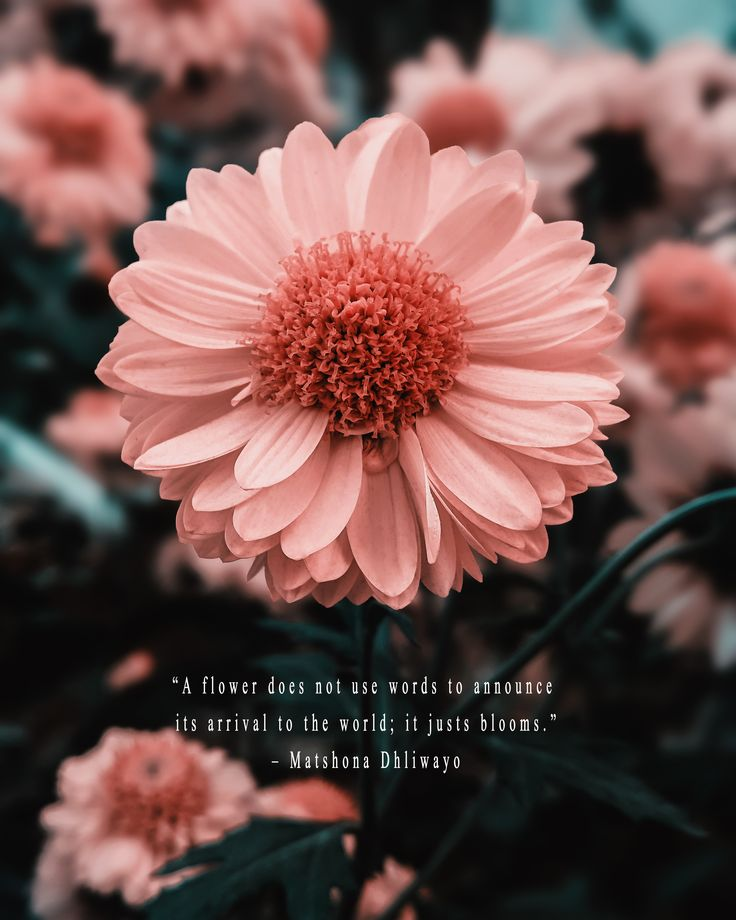 “A flower does not use words to announce
its arrival to the world; it justs blooms.”
– Matshona Dhliwayo